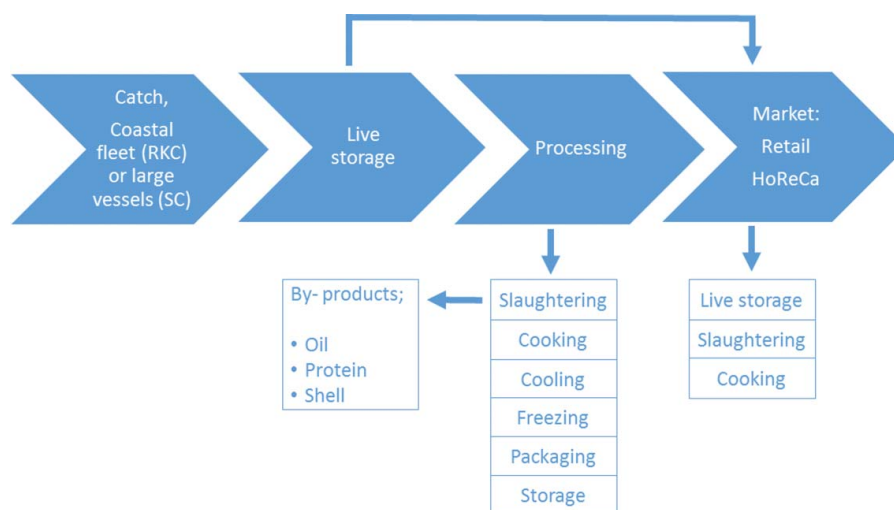 Catch,
Coastal
fleet (RKC)
or large
vessels (SC)
Live
storage
Processing
Market:
Retail
HoReCa
By- products;
• Oil
• Protein
• Shell
Slaughtering
Cooking
Cooling
Freezing
Packaging
Storage
Live storage
Slaughtering
Cooking